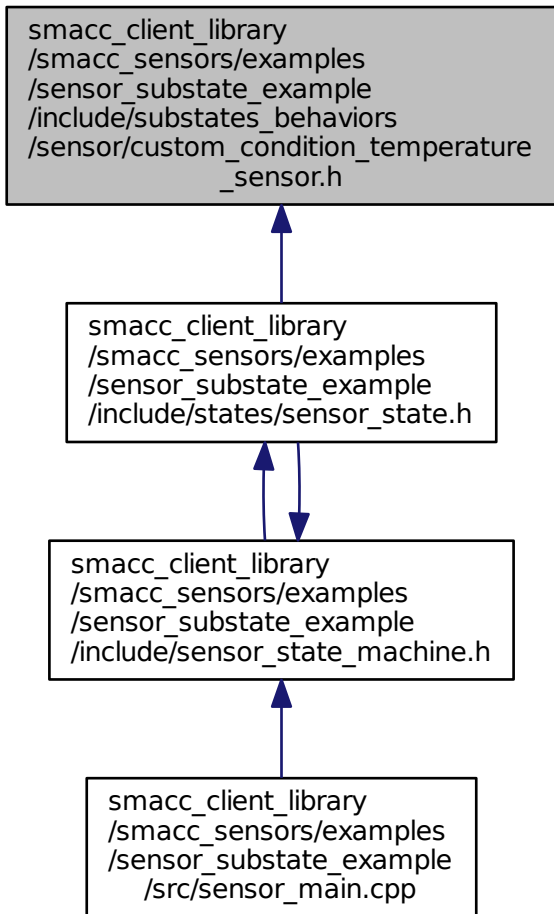 smacc_client_library
/smacc_sensors/examples
/sensor_substate_example
/include/substates_behaviors
/sensor/custom_condition_temperature
_sensor.h
smacc_client_library
/smacc_sensors/examples
/sensor_substate_example
/include/states/sensor_state.h
smacc_client_library
/smacc_sensors/examples
/sensor_substate_example
/include/sensor_state_machine.h
smacc_client_library
/smacc_sensors/examples
/sensor_substate_example
/src/sensor_main.cpp